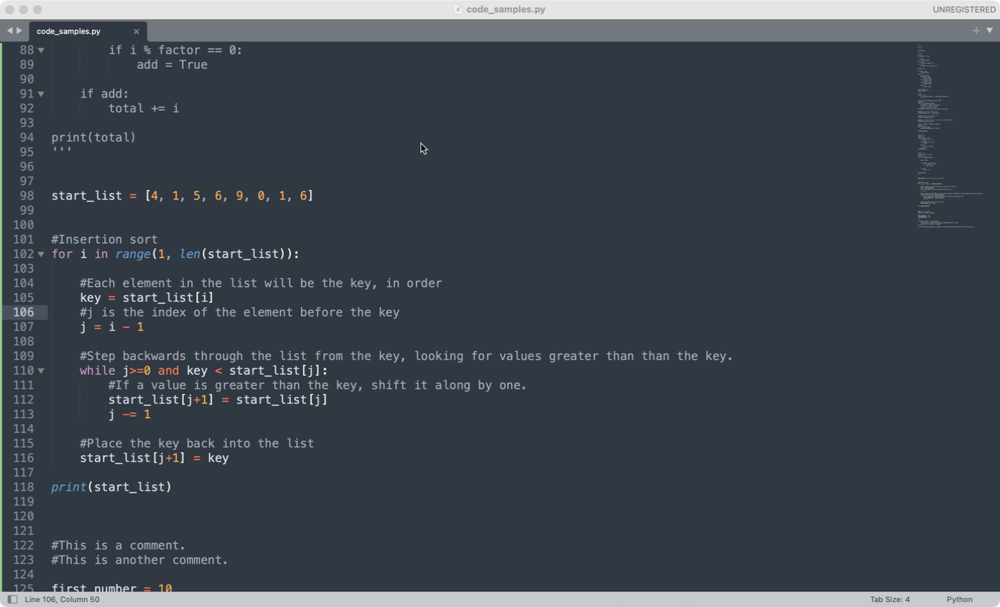 code_samples.py
UNREGISTERED
code_samples.py
88 if i % factor == 0:
89 add = True
90
91 if add:
92 total += i
93
94 print(total)
95 '''
96
97
98 start_list = [4, 1, 5, 6, 9, 0, 1, 6]
99
100
101 #Insertion sort
102 for i in range(1, len(start_list)):
103
104 #Each element in the list will be the key, in order
105 key = start_list[i]
106 #j is the index of the element before the key
107 j = i - 1
108
109 #Step backwards through the list from the key, looking for values greater than than the key.
110 while j>=0 and key < start_list[j]:
111 #If a value is greater than the key, shift it along by one.
112 start_list[j+1] = start_list[j]
113 j -= 1
114
115 #Place the key back into the list
116 start_list[j+1] = key
117
118 print(start_list)
119
120
121
122 #This is a comment.
123 #This is another comment.
124
125 first_number = 10
Line 106, Column 50
Tab Size: 4
Python